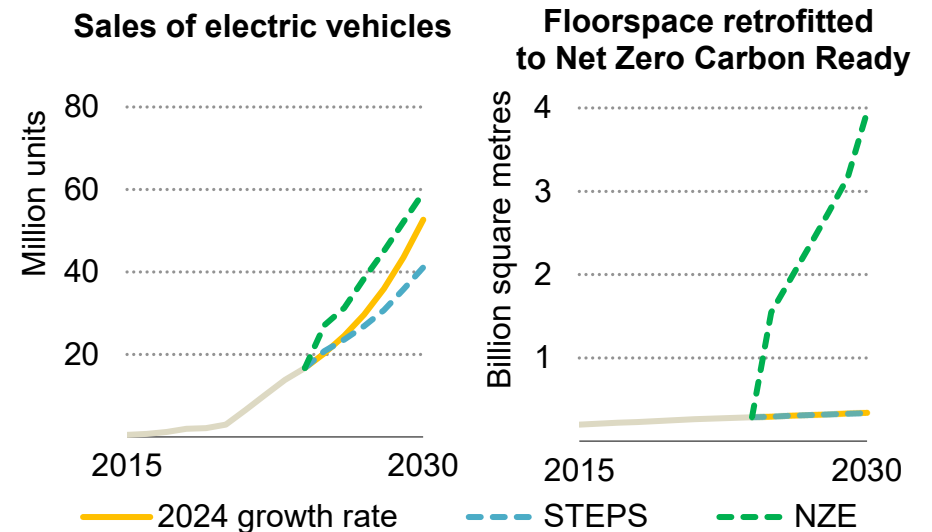 Sales of electric vehicles
Million units
80
60
40
20
2015 2030
Floorspace retrofitted
to Net Zero Carbon Ready
Billion square metres
4
3
2
1
2015 2030
2024 growth rate STEPS NZE